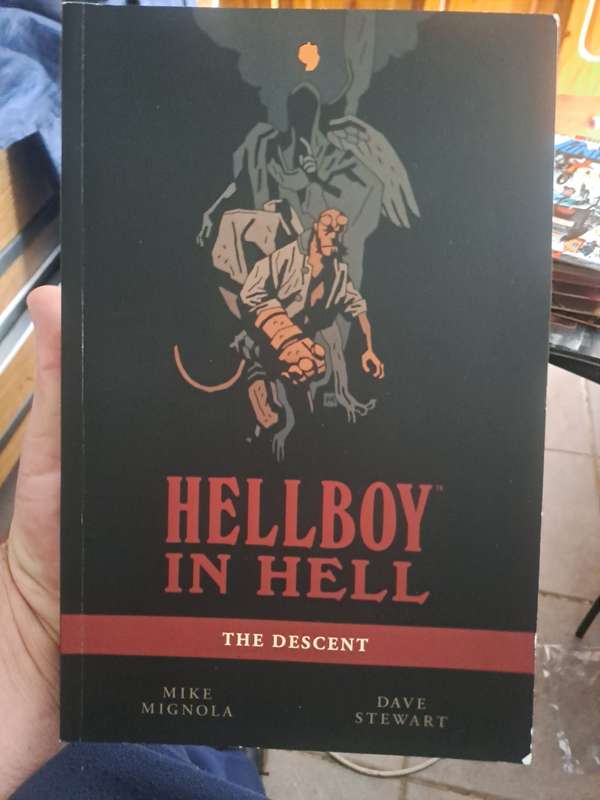 HELLBOY™
IN HELL
THE DESCENT
MIKE
MIGNOLA
DAVE
STEWART